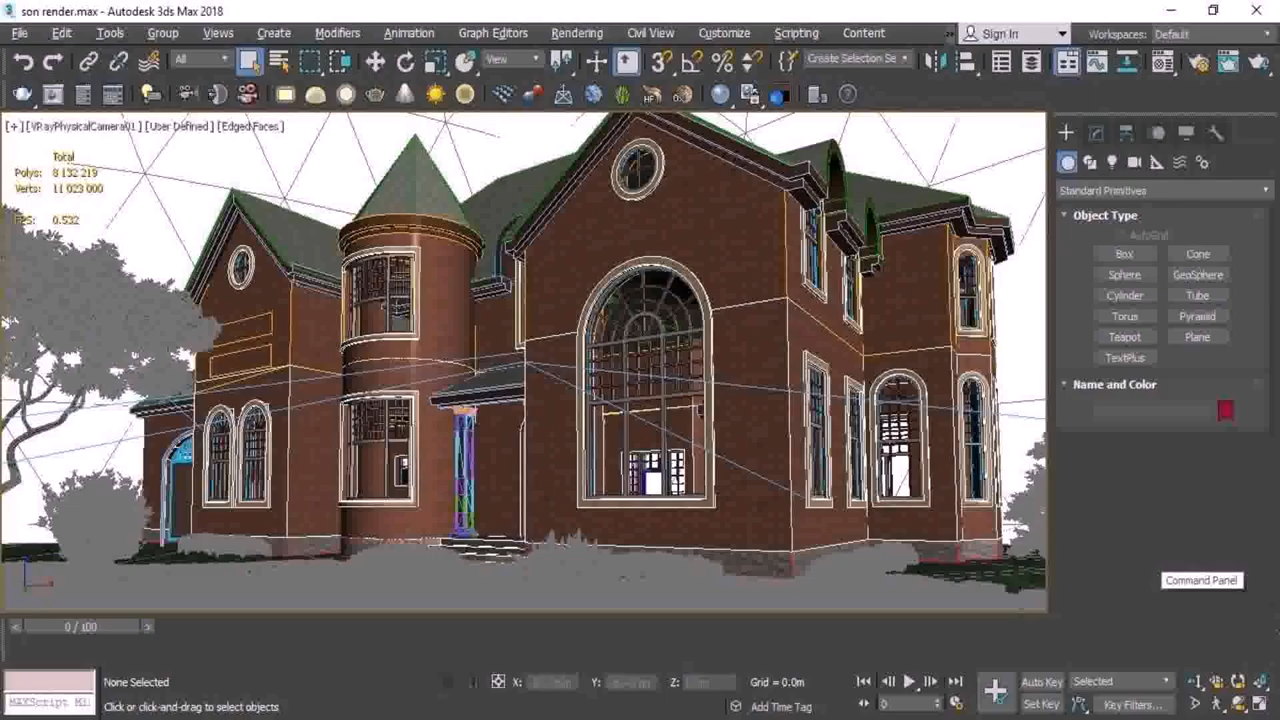 son render.max - Autodesk 3ds Max 2018
File Edit Tools Group Views Create Modifiers Animation Graph Editors Rendering Civil View Customize Scripting Content Sign In Workspaces: Default
All View Create Selection Se
[+] [VRayPhysicalCamera01] [User Defined] [Edged Faces]
Total
Polys: 8 132 219
Verts: 11 023 000
FPS: 0.532
Standard Primitives
Object Type
AutoGrid
Box Cone
Sphere GeoSphere
Cylinder Tube
Torus Pyramid
Teapot Plane
TextPlus
Name and Color
Command Panel
0 / 100
None Selected X: Y: Z: Grid = 0.0m Auto Key Selected
MAXScript Mi Click or click-and-drag to select objects Add Time Tag 0 Set Key Key Filters...